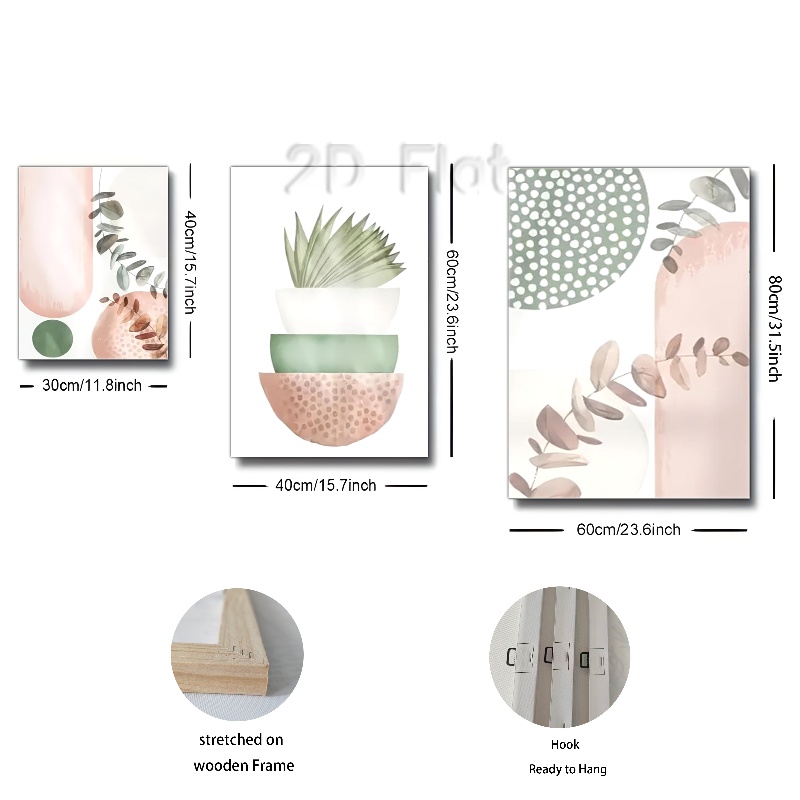 2D Flat
40cm/15.7inch
30cm/11.8inch
60cm/23.6inch
40cm/15.7inch
80cm/31.5inch
60cm/23.6inch
stretched on
wooden Frame
Hook
Ready to Hang